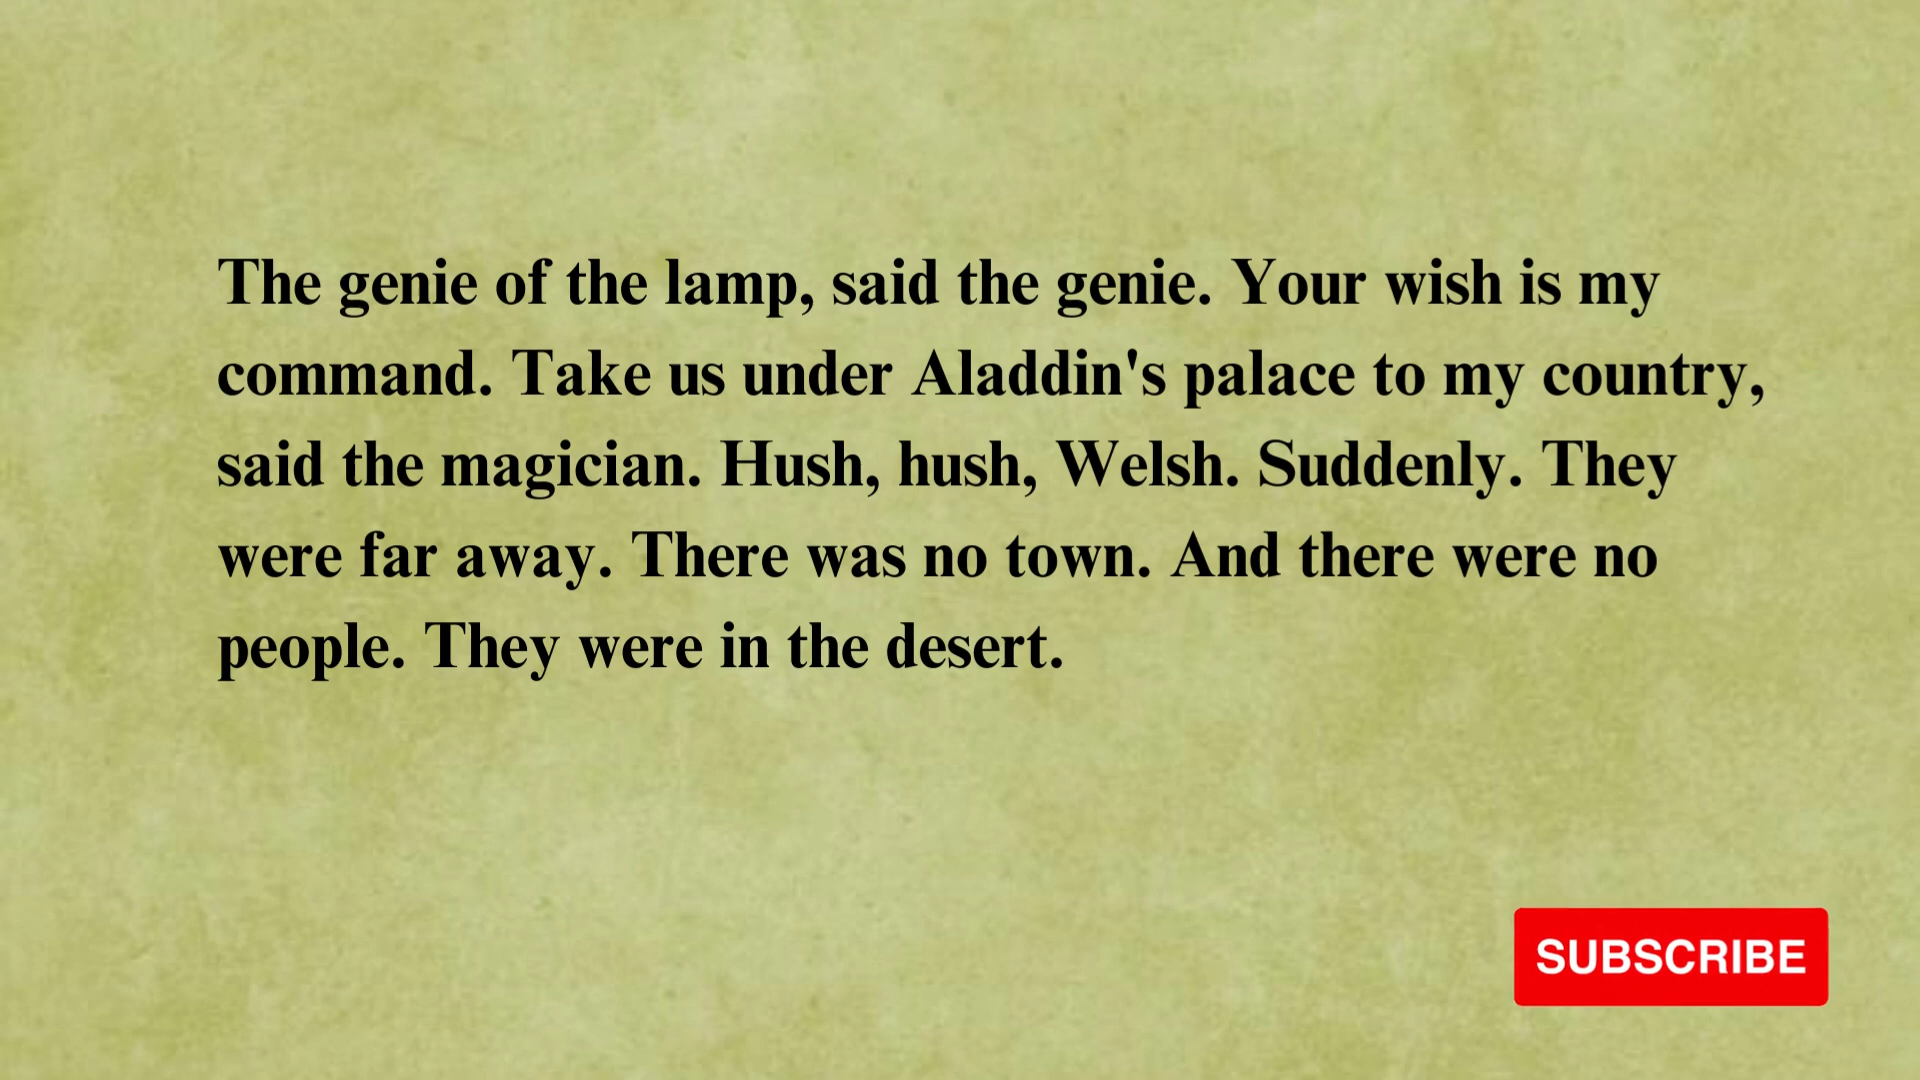 The genie of the lamp, said the genie. Your wish is my
command. Take us under Aladdin's palace to my country,
said the magician. Hush, hush, Welsh. Suddenly. They
were far away. There was no town. And there were no
people. They were in the desert.
SUBSCRIBE